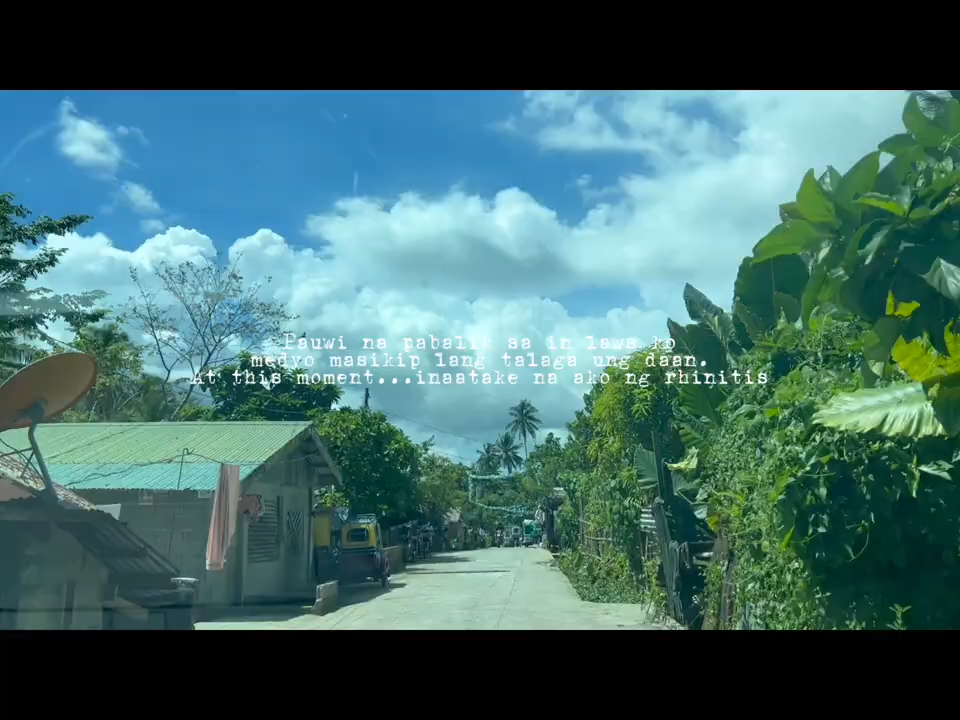 Pauwi na pabalik sa in laws ko
medyo masikip lang talaga ung daan.
At this moment...inaatake na ako ng rhinitis